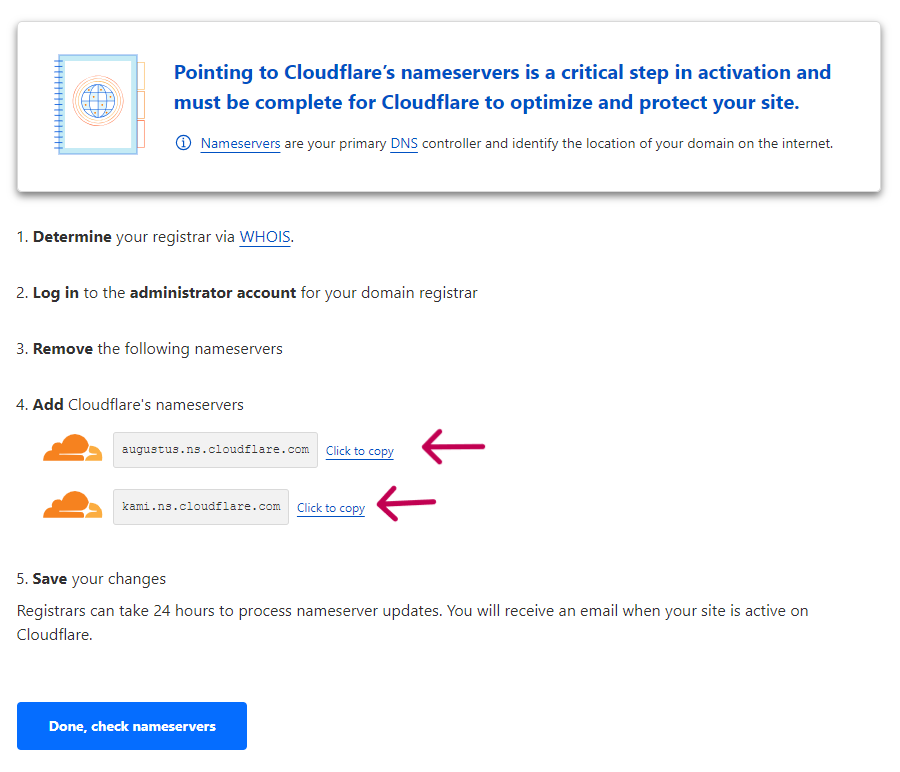 Pointing to Cloudflare’s nameservers is a critical step in activation and
must be complete for Cloudflare to optimize and protect your site.
Nameservers are your primary DNS controller and identify the location of your domain on the internet.
1. Determine your registrar via WHOIS.
2. Log in to the administrator account for your domain registrar
3. Remove the following nameservers
4. Add Cloudflare's nameservers
augustus.ns.cloudflare.com Click to copy
kami.ns.cloudflare.com Click to copy
5. Save your changes
Registrars can take 24 hours to process nameserver updates. You will receive an email when your site is active on
Cloudflare.
Done, check nameservers